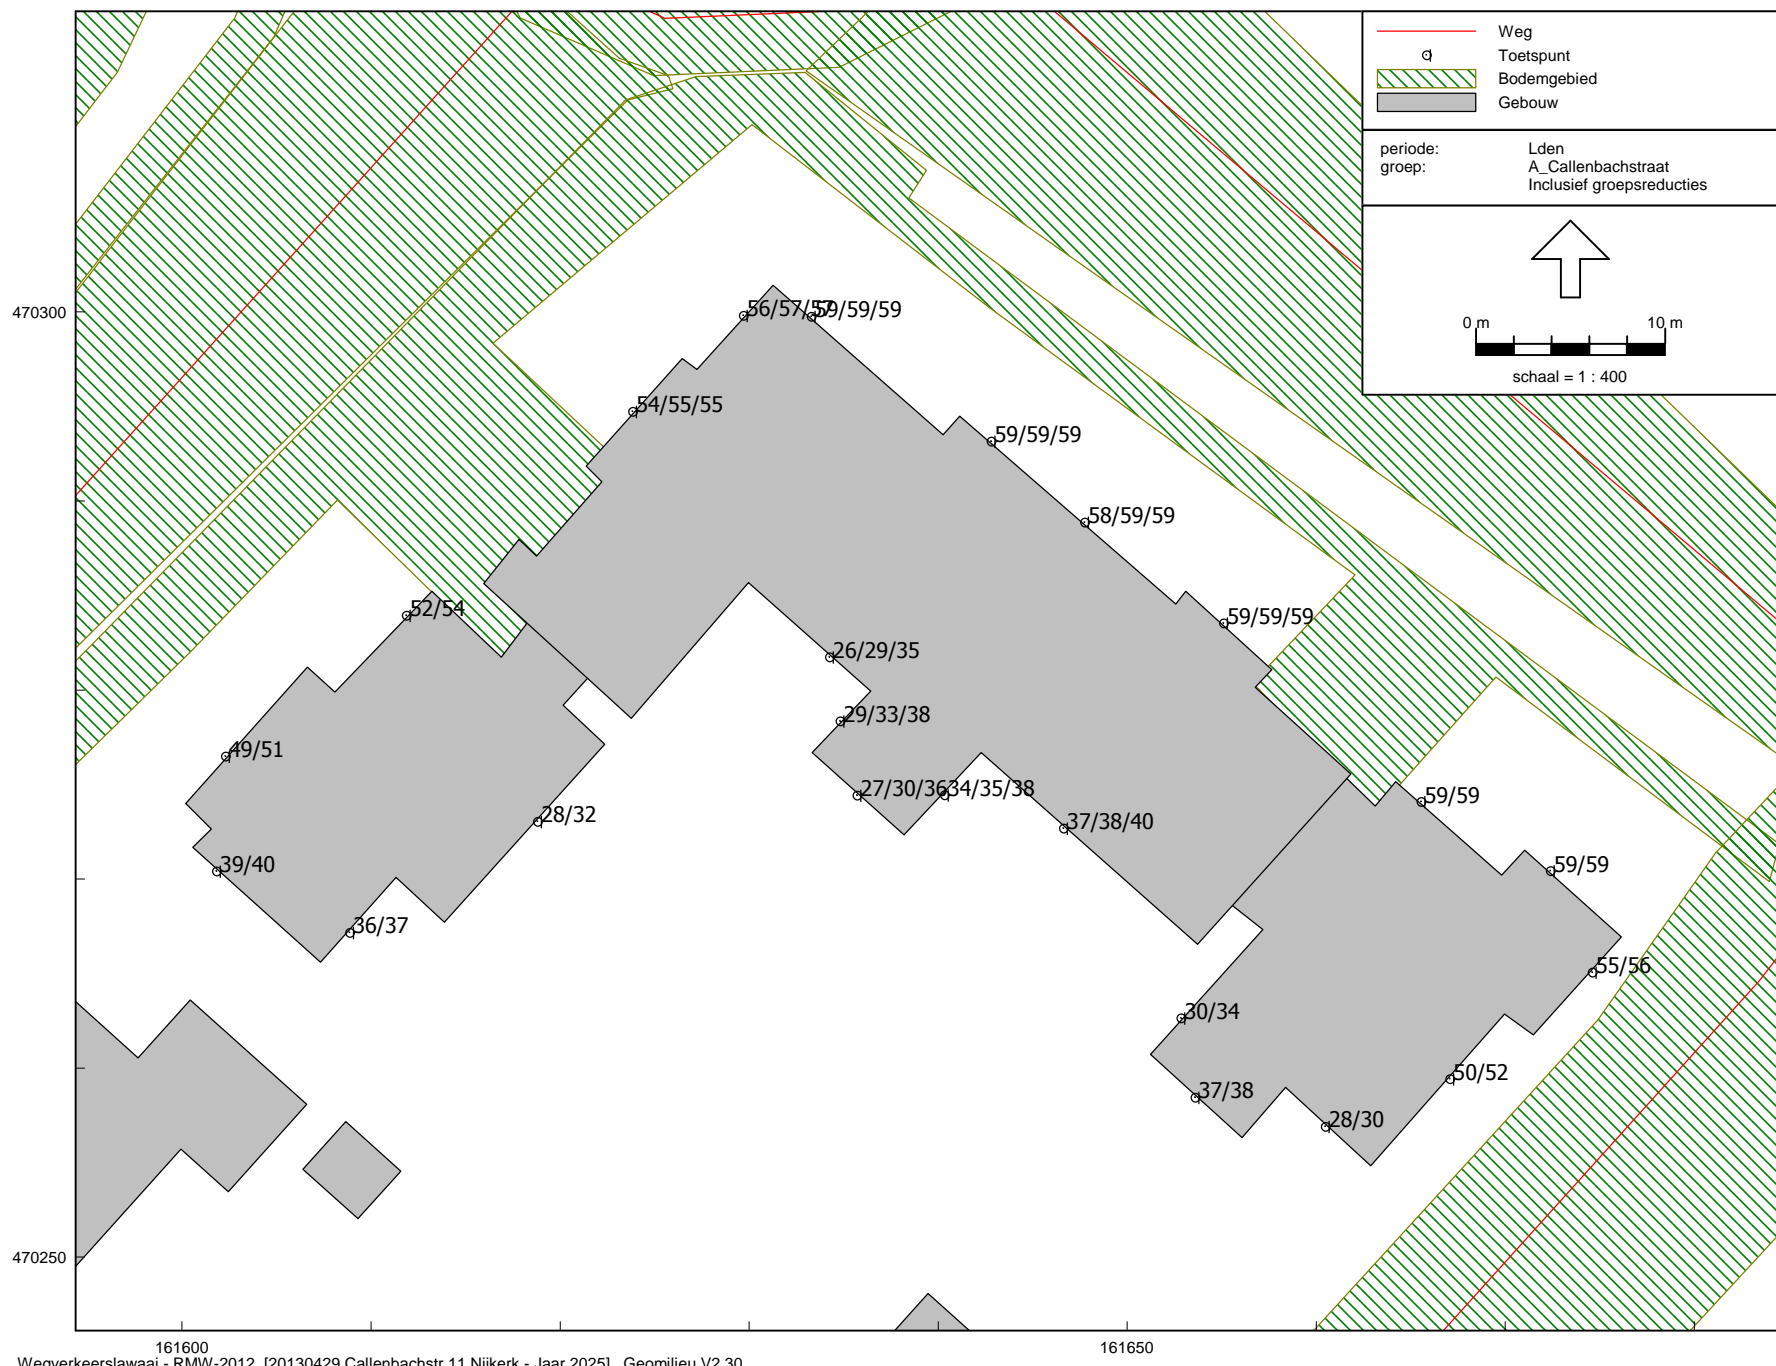 Weg
Toetspunt
Bodemgebied
Gebouw
periode: Lden
groep: A_Callenbachstraat
Inclusief groepsreducties
0 m 10 m
schaal = 1 : 400
470300
56/57/57
59/59/59
54/55/55
59/59/59
58/59/59
52/54
59/59/59
26/29/35
29/33/38
49/51
27/30/36
34/35/38
59/59
28/32
37/38/40
39/40
59/59
36/37
55/56
30/34
50/52
37/38
28/30
470250
161600 161650
Wegverkeerslawaai - RMW-2012, [20130429 Callenbachstr 11 Nijkerk - Jaar 2025] , Geomilieu V2.30